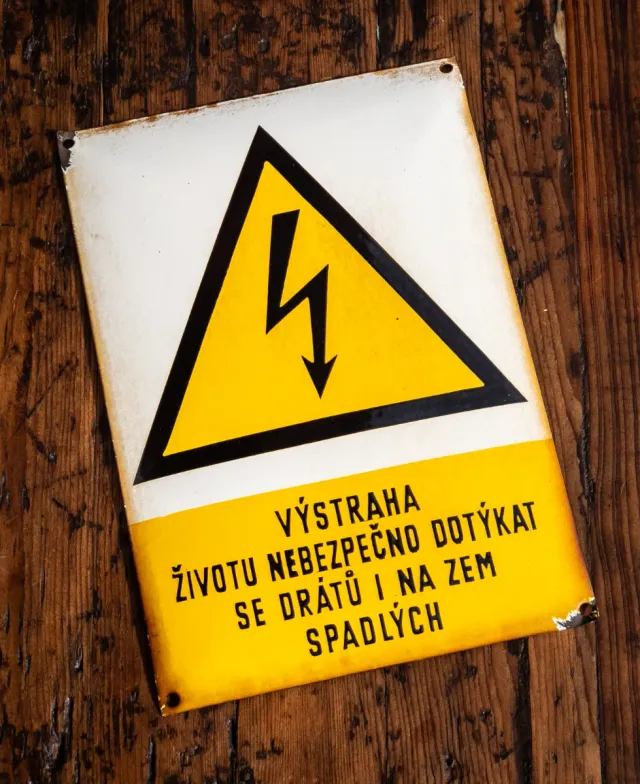 VÝSTRAHA
ŽIVOTU NEBEZPEČNO DOTÝKAT
SE DRÁTŮ I NA ZEM
SPADLÝCH